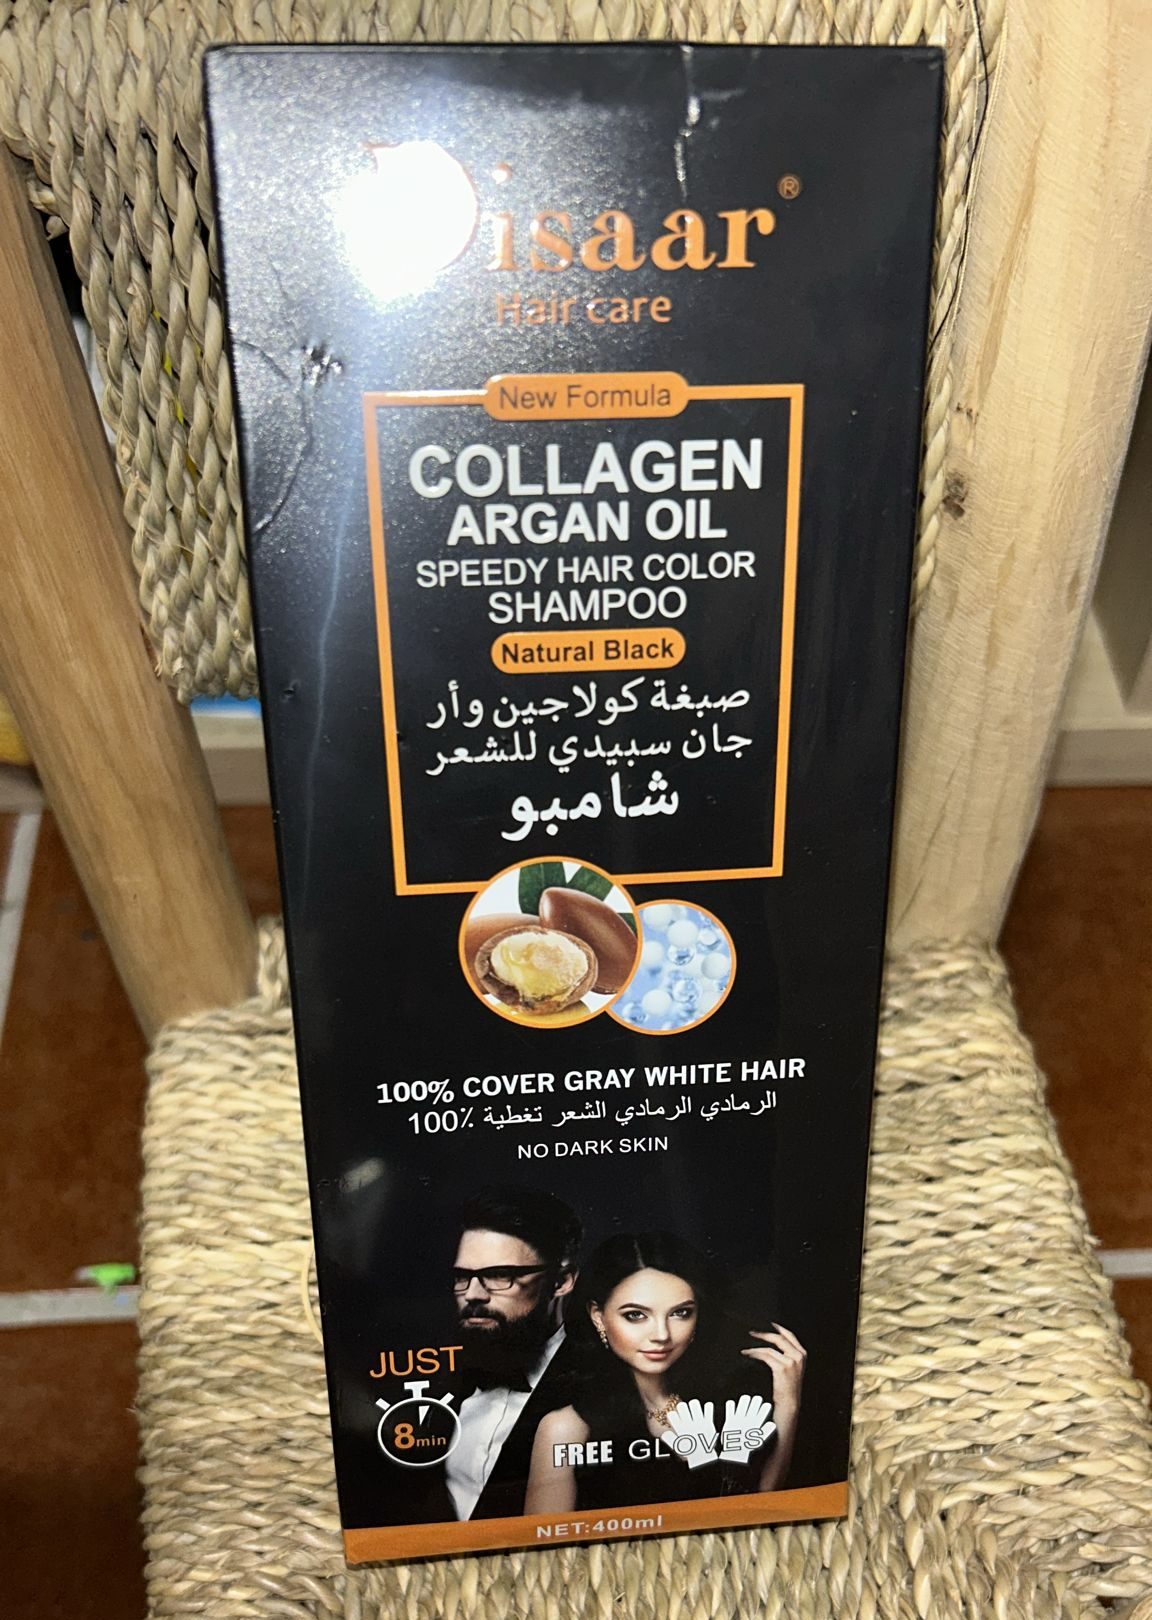 Disaar®
Hair care
New Formula
COLLAGEN
ARGAN OIL
SPEEDY HAIR COLOR
SHAMPOO
Natural Black
صبغة كولاجين وأر
جان سبيدي للشعر
شامبو
100% COVER GRAY WHITE HAIR
الرمادي الرمادي الشعر تغطية 100٪
NO DARK SKIN
JUST
8min
FREE GLOVES
NET:400ml